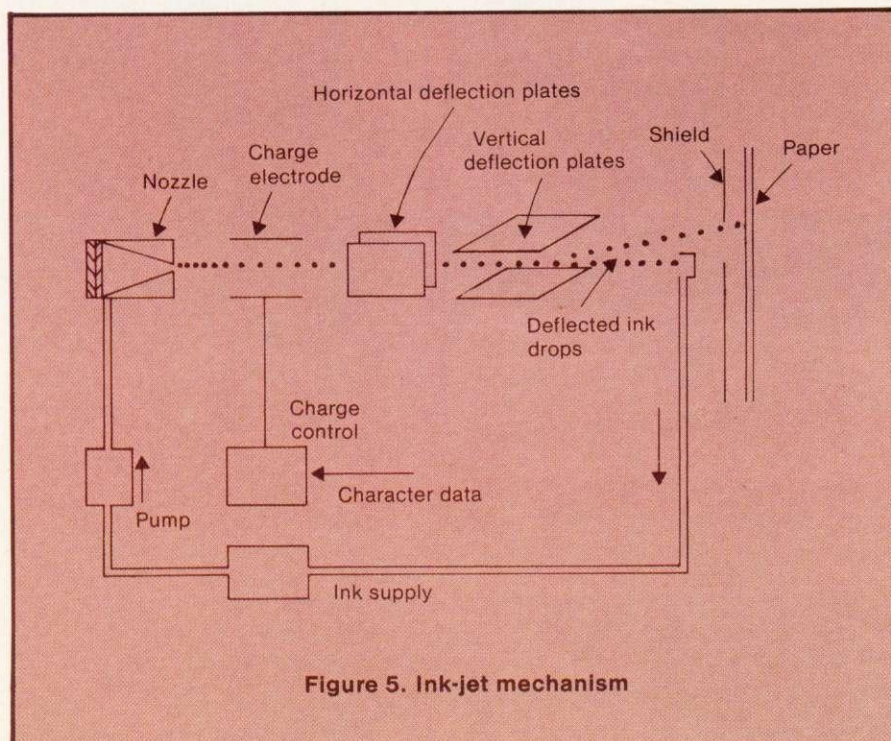 Horizontal deflection plates
Charge
electrode
Vertical
deflection plates
Shield
Paper
Nozzle
Deflected ink
drops
Charge
control
Character data
Pump
Ink supply
Figure 5. Ink-jet mechanism